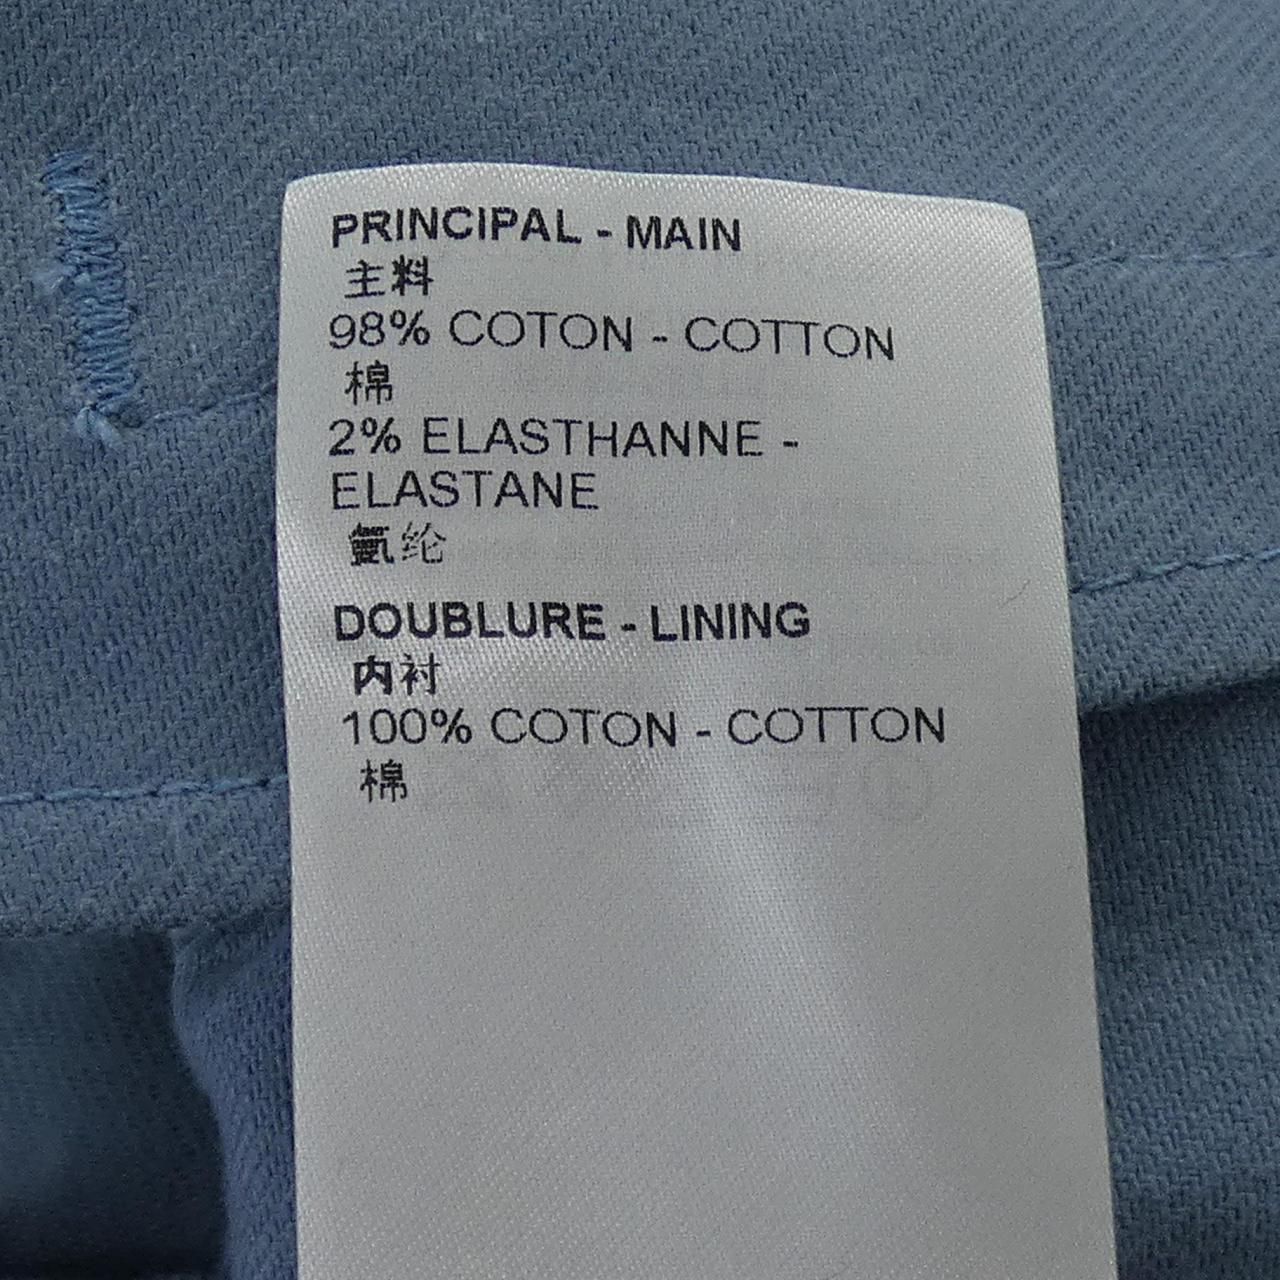 PRINCIPAL - MAIN
主料
98% COTON - COTTON
棉
2% ELASTHANNE -
ELASTANE
氨纶
DOUBLURE - LINING
内衬
100% COTON - COTTON
棉